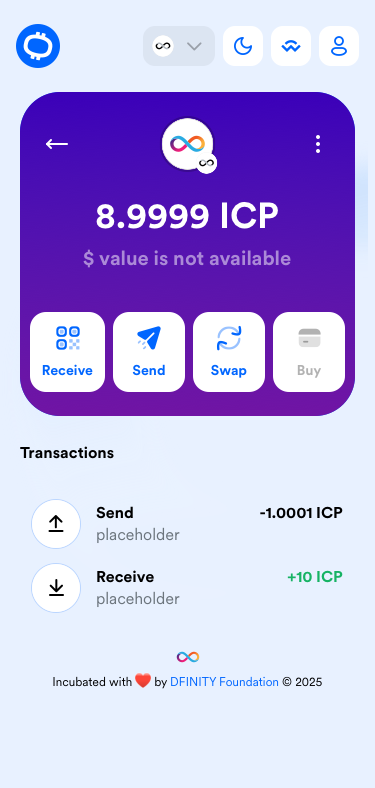 8.9999 ICP
$ value is not available
Receive
Send
Swap
Buy
Transactions
Send
-1.0001 ICP
placeholder
Receive
+10 ICP
placeholder
Incubated with ❤️ by DFINITY Foundation © 2025